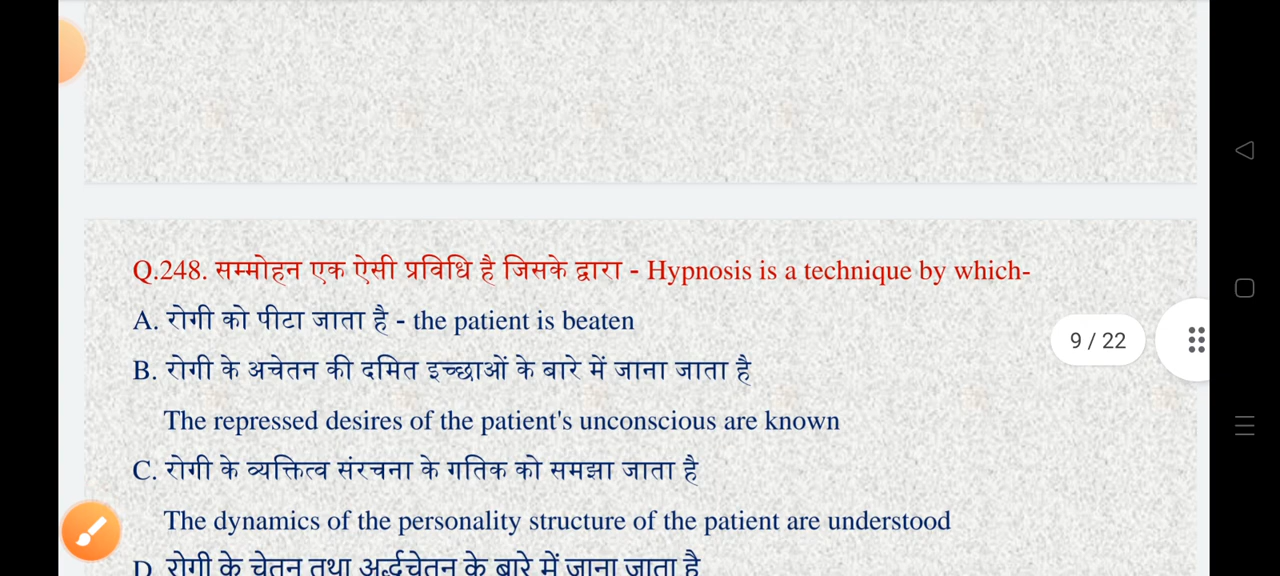 Q.248. सम्मोहन एक ऐसी प्रविधि है जिसके द्वारा - Hypnosis is a technique by which-
A. रोगी को पीटा जाता है - the patient is beaten
9 / 22
B. रोगी के अचेतन की दमित इच्छाओं के बारे में जाना जाता है
The repressed desires of the patient's unconscious are known
C. रोगी के व्यक्तित्व संरचना के गतिक को समझा जाता है
The dynamics of the personality structure of the patient are understood
D. रोगी के चेतन तथा अर्द्धचेतन के बारे में जाना जाता है